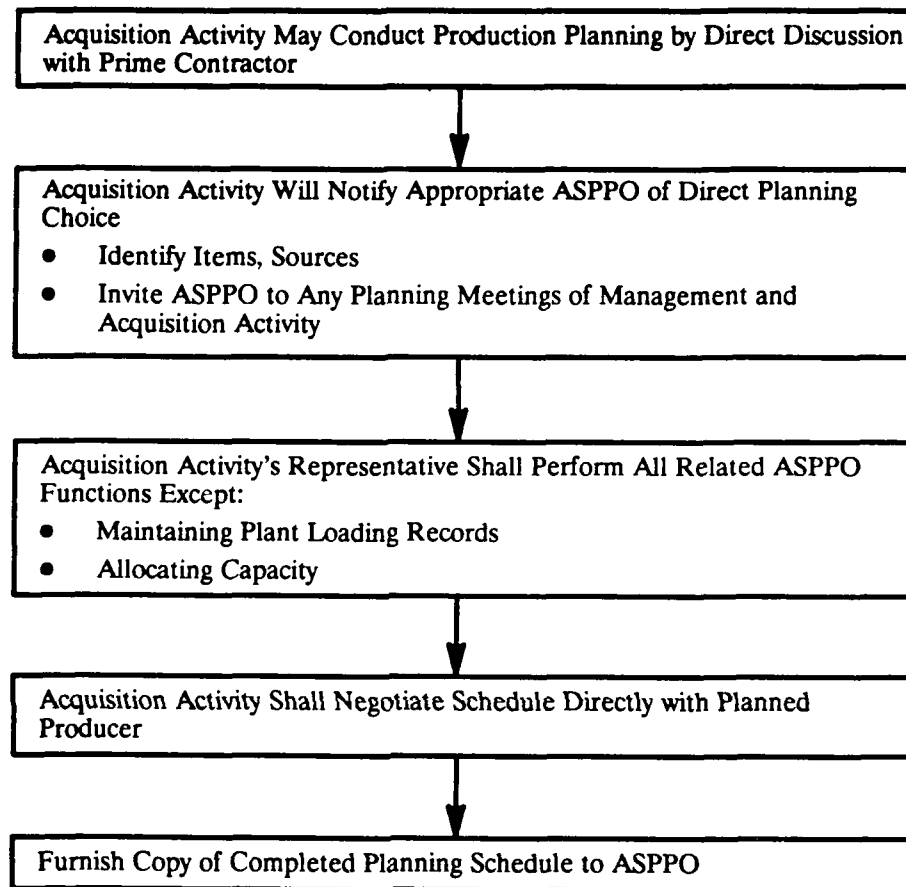 Acquisition Activity May Conduct Production Planning by Direct Discussion
with Prime Contractor
Acquisition Activity Will Notify Appropriate ASPPO of Direct Planning
Choice
● Identify Items, Sources
● Invite ASPPO to Any Planning Meetings of Management and
Acquisition Activity
Acquisition Activity's Representative Shall Perform All Related ASPPO
Functions Except:
● Maintaining Plant Loading Records
● Allocating Capacity
Acquisition Activity Shall Negotiate Schedule Directly with Planned
Producer
Furnish Copy of Completed Planning Schedule to ASPPO